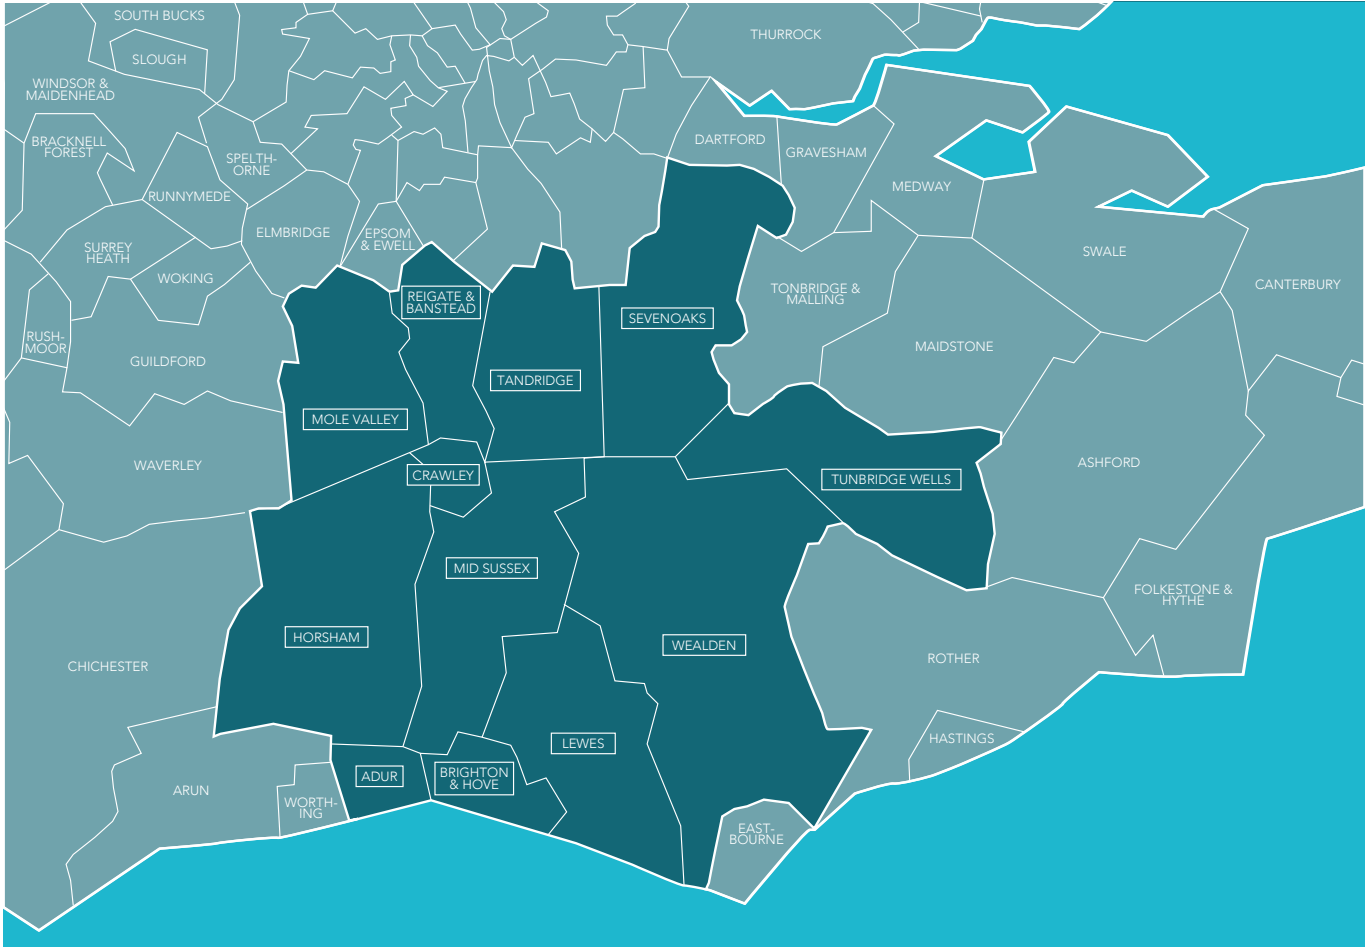 SOUTH BUCKS
THURROCK
SLOUGH
WINDSOR &
MAIDENHEAD
BRACKNELL
FOREST
DARTFORD
GRAVESHAM
SPELTH-
ORNE
MEDWAY
RUNNYMEDE
ELMBRIDGE
EPSOM
& EWELL
SURREY
HEATH
SWALE
WOKING
CANTERBURY
TONBRIDGE &
MALLING
REIGATE &
BANSTEAD
SEVENOAKS
RUSH-
MOOR
MAIDSTONE
GUILDFORD
TANDRIDGE
MOLE VALLEY
WAVERLEY
ASHFORD
CRAWLEY
TUNBRIDGE WELLS
MID SUSSEX
FOLKESTONE &
HYTHE
HORSHAM
WEALDEN
ROTHER
CHICHESTER
HASTINGS
LEWES
ADUR
BRIGHTON
& HOVE
ARUN
WORTH-
ING
EAST-
BOURNE